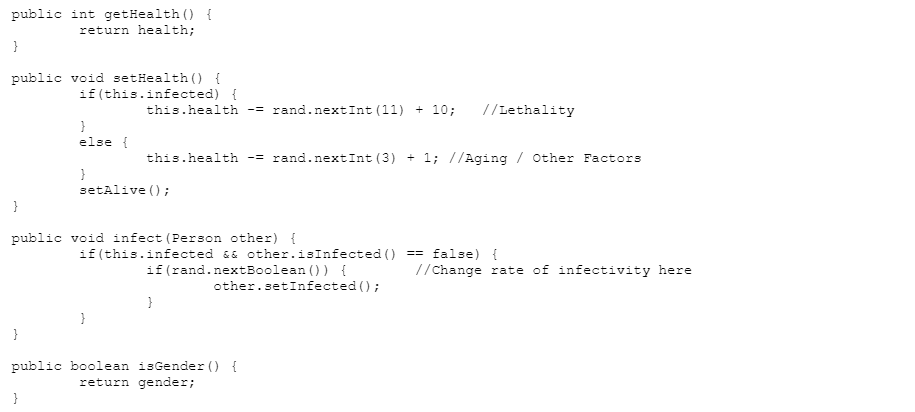 public int getHealth() {
        return health;
}

public void setHealth() {
        if(this.infected) {
                this.health -= rand.nextInt(11) + 10;   //Lethality
        }
        else {
                this.health -= rand.nextInt(3) + 1; //Aging / Other Factors
        }
        setAlive();
}

public void infect(Person other) {
        if(this.infected && other.isInfected() == false) {
                if(rand.nextBoolean()) {        //Change rate of infectivity here
                        other.setInfected();
                }
        }
}

public boolean isGender() {
        return gender;
}